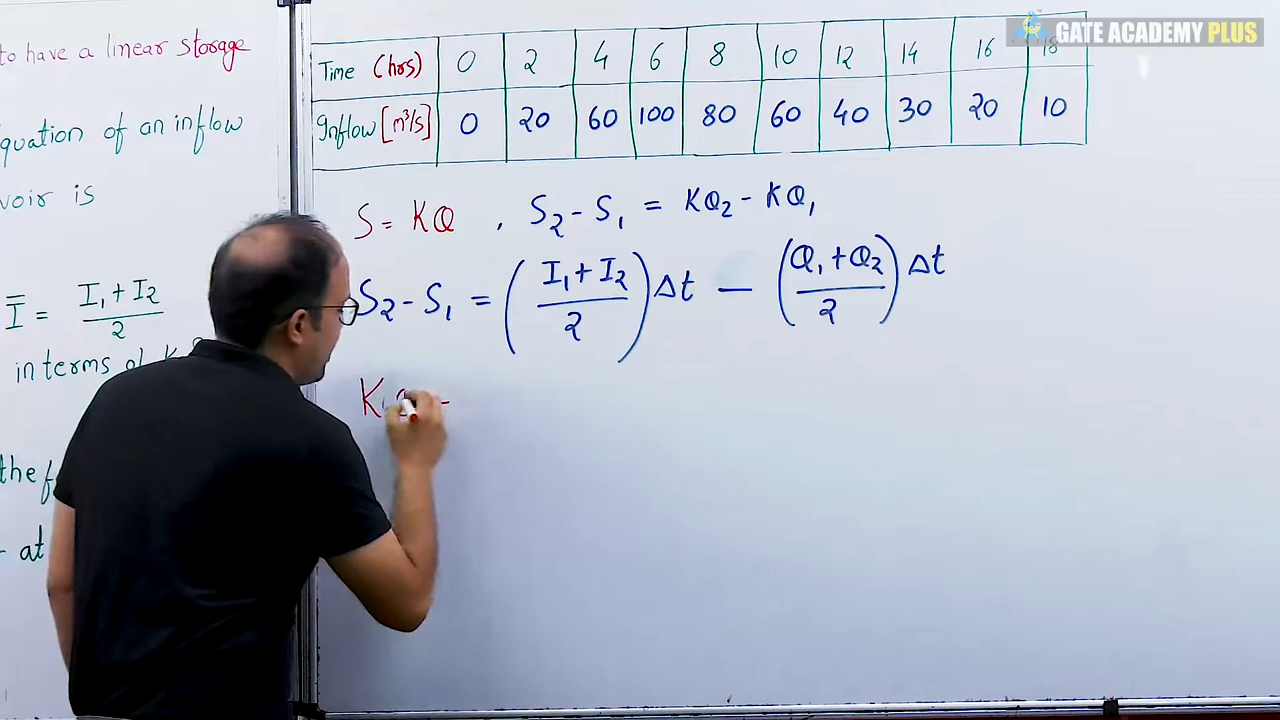 GATE ACADEMY PLUS
to have a linear storage
quation of an inflow
voir is
Ī = (I₁ + I₂)/2
in terms of K
the f
at
Time (hrs) 0 2 4 6 8 10 12 14 16 18
Inflow [m³/s] 0 20 60 100 80 60 40 30 20 10
S = KQ , S₂ - S₁ = KQ₂ - KQ₁
S₂ - S₁ = ((I₁ + I₂)/2) Δt — ((Q₁ + Q₂)/2) Δt
K